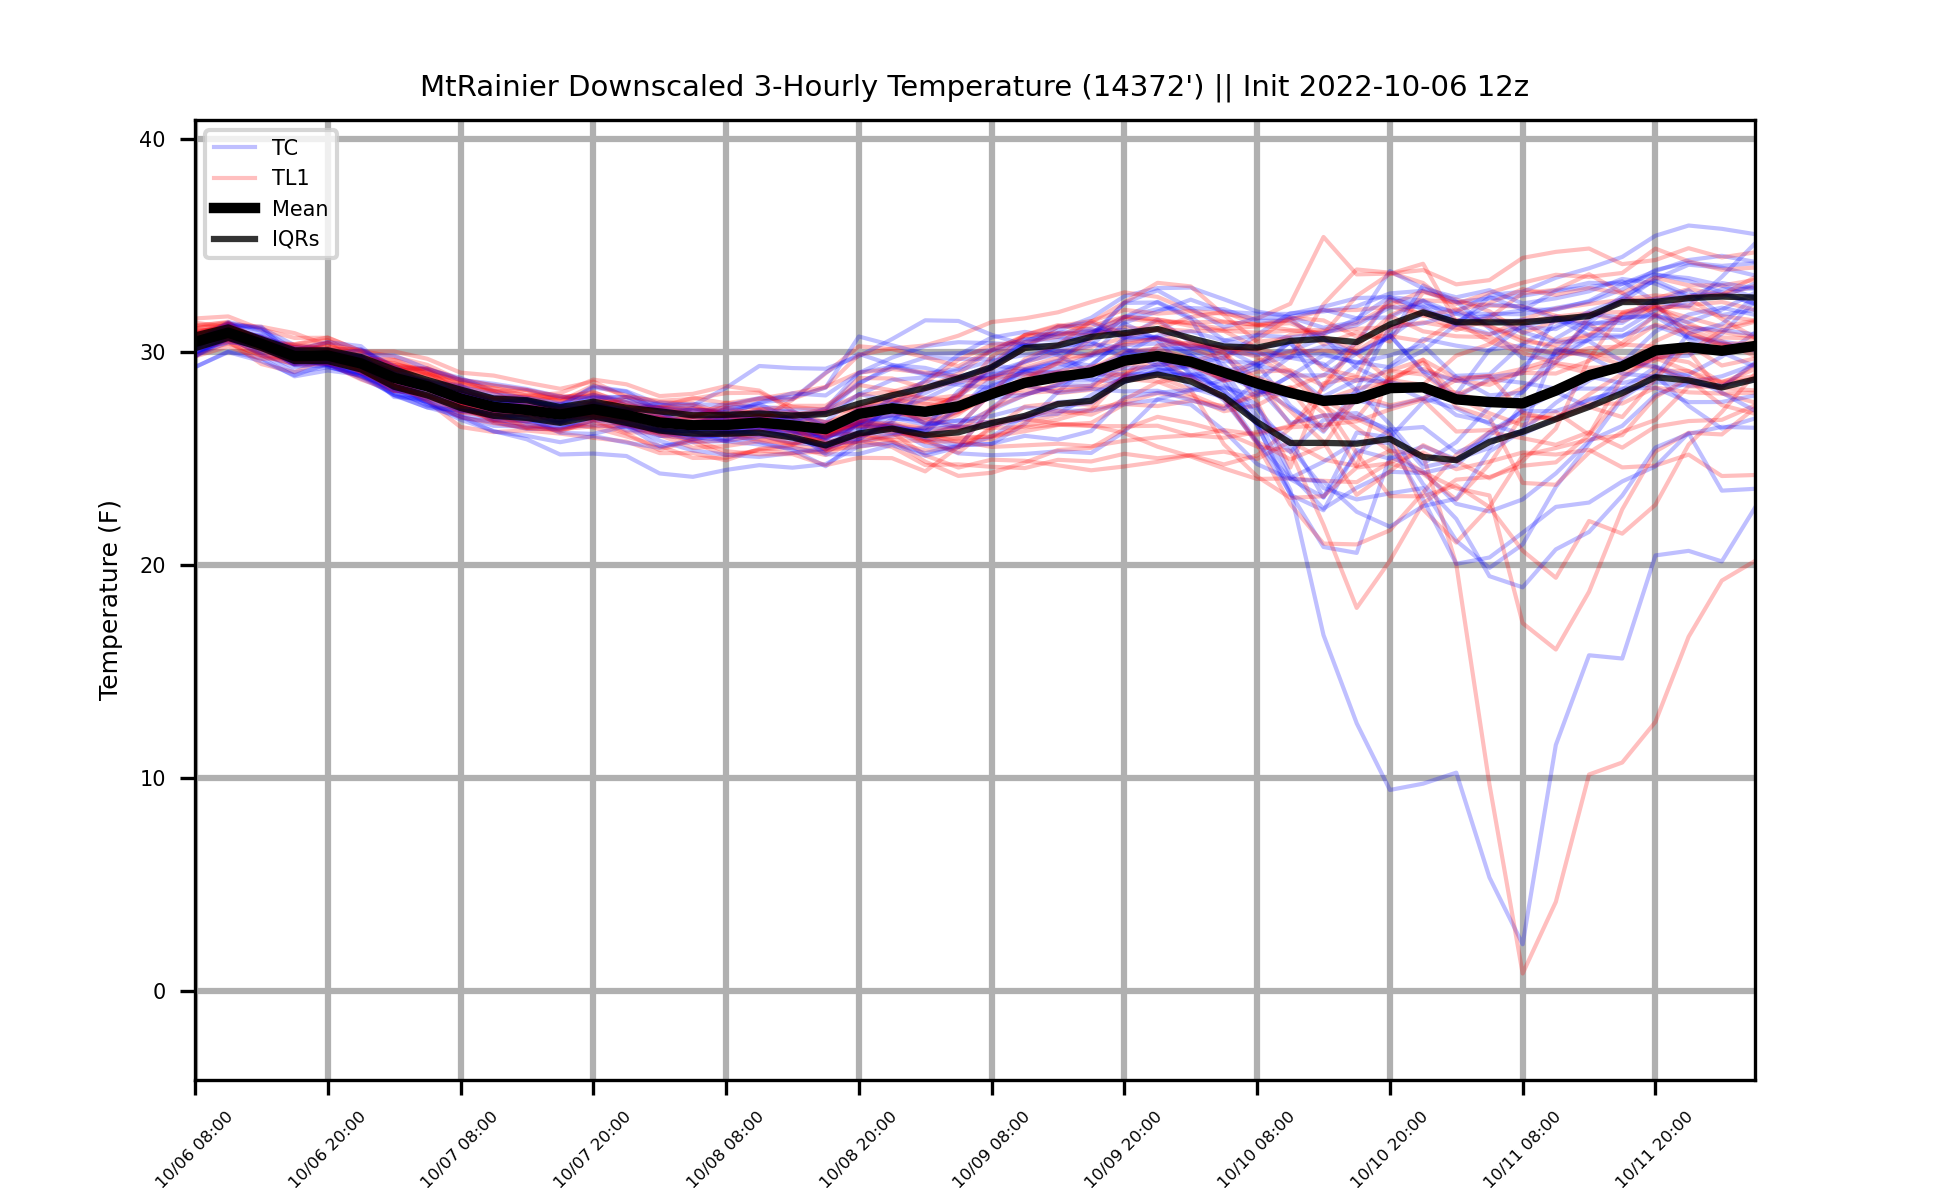 MtRainier Downscaled 3-Hourly Temperature (14372') || Init 2022-10-06 12z
TC
TL1
Mean
IQRs
Temperature (F)
40
30
20
10
0
10/06 08:00
10/06 20:00
10/07 08:00
10/07 20:00
10/08 08:00
10/08 20:00
10/09 08:00
10/09 20:00
10/10 08:00
10/10 20:00
10/11 08:00
10/11 20:00